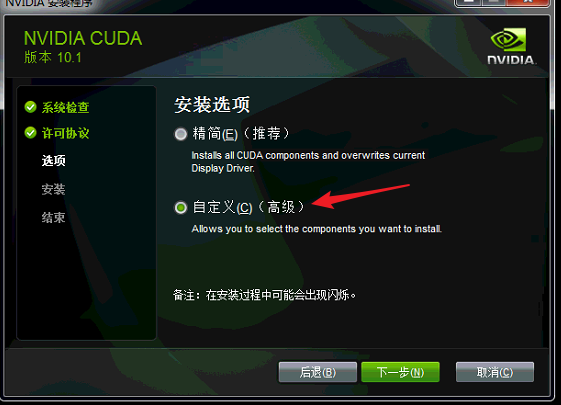 NVIDIA 安装程序
NVIDIA CUDA
版本 10.1
NVIDIA.
系统检查
许可协议
选项
安装
结束
安装选项
精简(E)（推荐）
Installs all CUDA components and overwrites current
Display Driver.
自定义(C)（高级）
Allows you to select the components you want to install.
备注：在安装过程中可能会出现闪烁。
后退(B)
下一步(N)
取消(C)